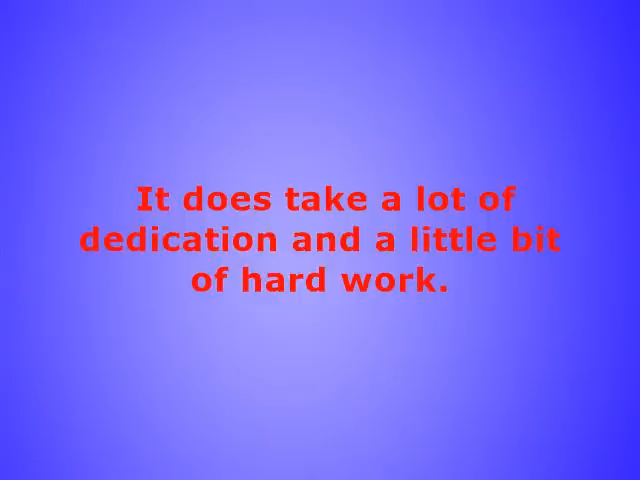 It does take a lot of
dedication and a little bit
of hard work.